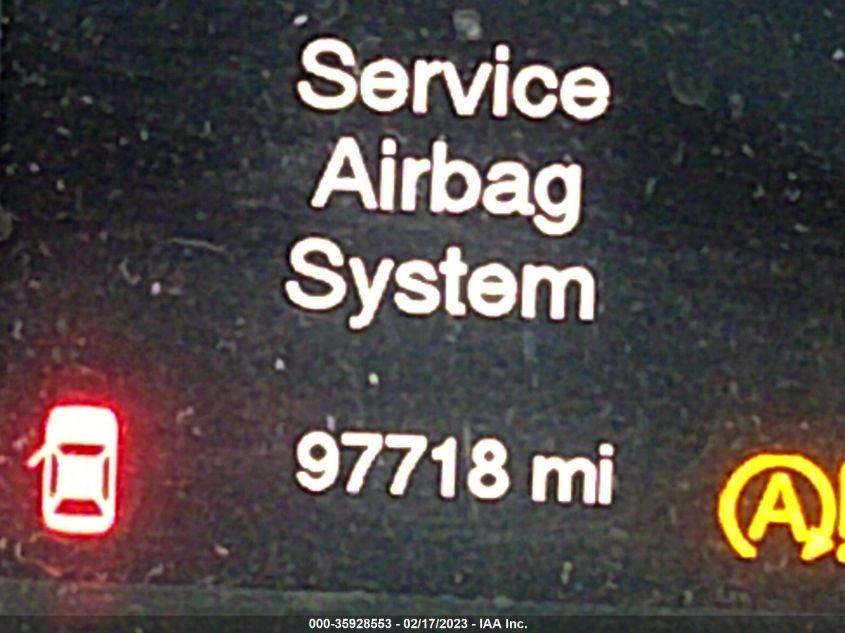 Service
Airbag
System
97718 mi
A
000-35928553 - 02/17/2023 - IAA Inc.